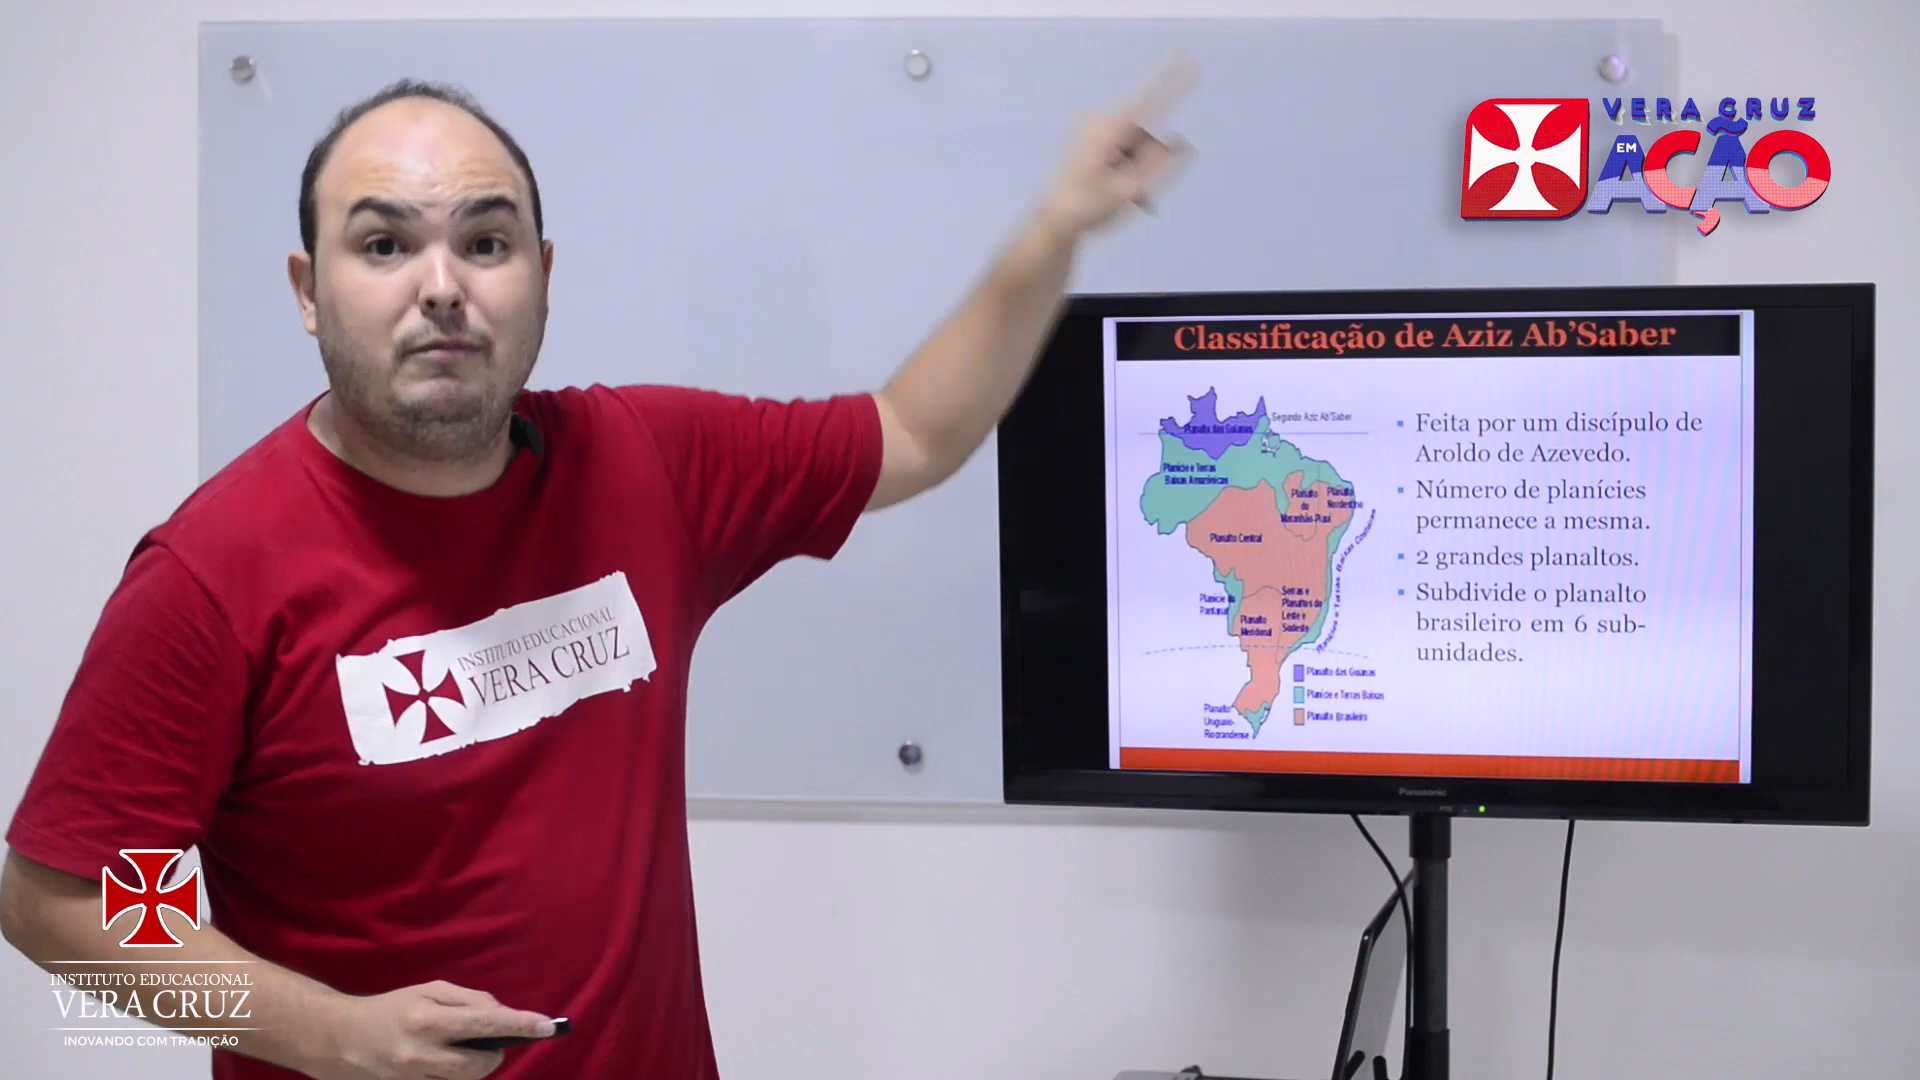 VERA CRUZ
EM
AÇÃO
Classificação de Aziz Ab'Saber
Segundo Aziz Ab'Saber
Planalto das Guianas
Planície e Terras
Baixas Amazônicas
Planalto
do
Maranhão-Piauí
Planalto
Nordestino
Planalto Central
Planícies e Terras Baixas Costeiras
Planície do
Pantanal
Serras e
Planaltos do
Leste e
Sudeste
Planalto
Meridional
Planalto
Uruguaio-
Riograndense
Planalto das Guianas
Planície e Terras Baixas
Planalto Brasileiro
Feita por um discípulo de
Aroldo de Azevedo.
Número de planícies
permanece a mesma.
2 grandes planaltos.
Subdivide o planalto
brasileiro em 6 sub-
unidades.
Panasonic
INSTITUTO EDUCACIONAL
VERA CRUZ
INSTITUTO EDUCACIONAL
VERA CRUZ
INOVANDO COM TRADIÇÃO